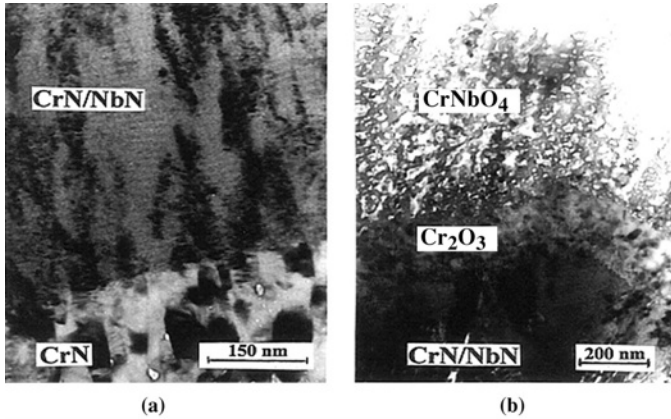 CrN/NbN
CrN
150 nm
(a)
CrNbO₄
Cr₂O₃
CrN/NbN
200 nm
(b)